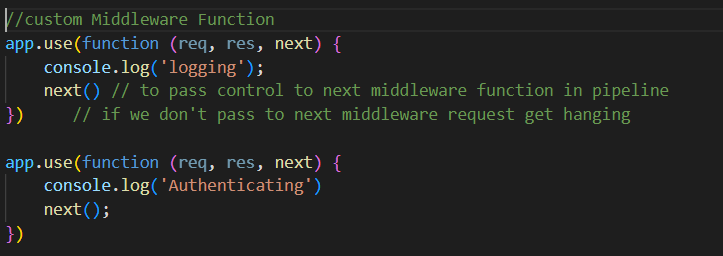 //custom Middleware Function
app.use(function (req, res, next) {
    console.log('logging');
    next() // to pass control to next middleware function in pipeline
})     // if we don't pass to next middleware request get hanging

app.use(function (req, res, next) {
    console.log('Authenticating')
    next();
})